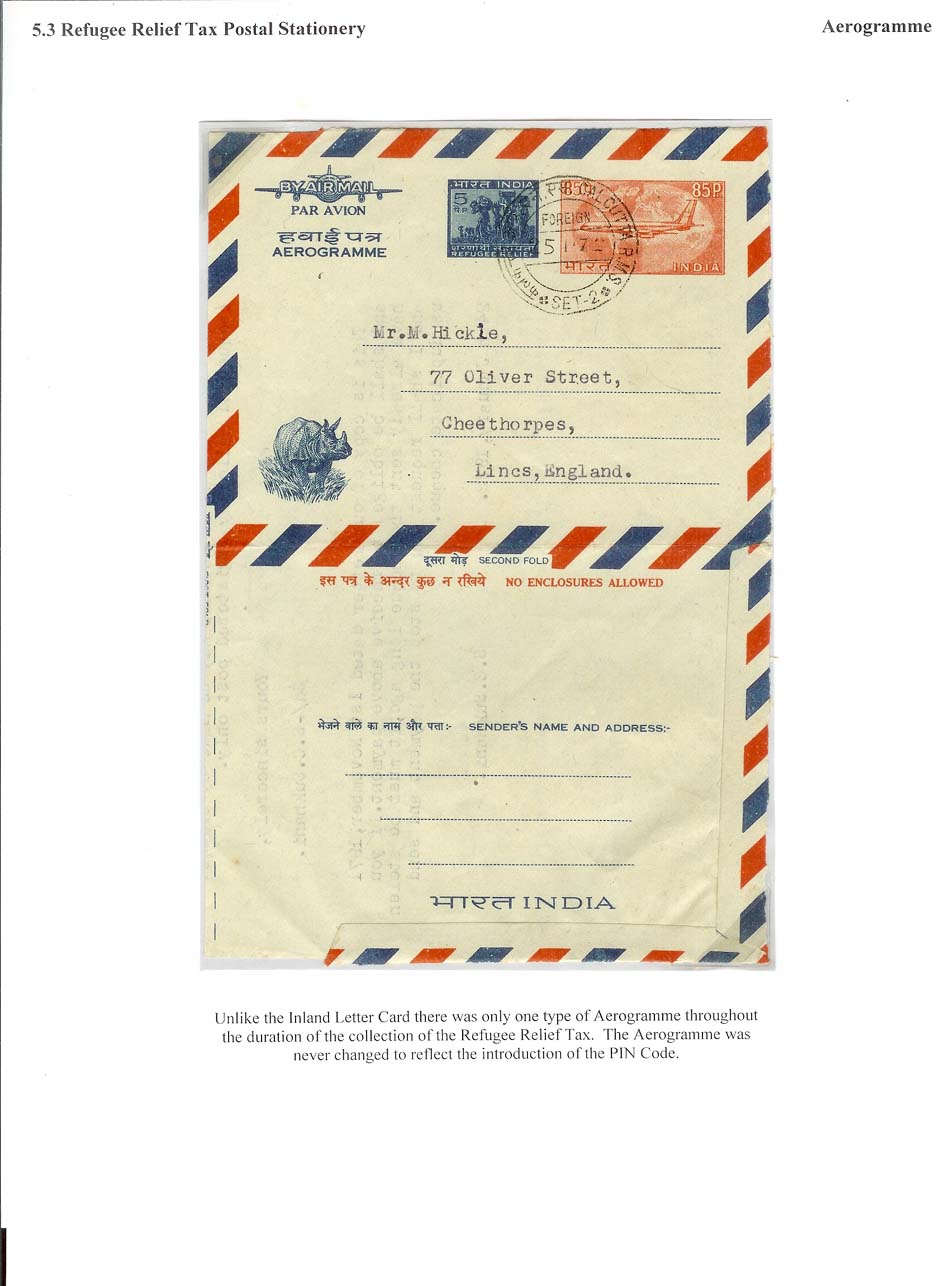 5.3 Refugee Relief Tax Postal Stationery
Aerogramme
BY AIR MAIL
PAR AVION
हवाई पत्र
AEROGRAMME
भारत INDIA
5
P.
शरणार्थी सहायता
REFUGEE RELIEF
85 85P.
भारत INDIA
CALCUTTA R.M.S.
FOREIGN
SET-2
Mr.M.Hickle,
77 Oliver Street,
Cheethorpes,
Lincs,England.
दूसरा मोड़ SECOND FOLD
इस पत्र के अन्दर कुछ न रखिये NO ENCLOSURES ALLOWED
भेजने वाले का नाम और पता:- SENDER'S NAME AND ADDRESS:-
भारत INDIA
Unlike the Inland Letter Card there was only one type of Aerogramme throughout
the duration of the collection of the Refugee Relief Tax. The Aerogramme was
never changed to reflect the introduction of the PIN Code.